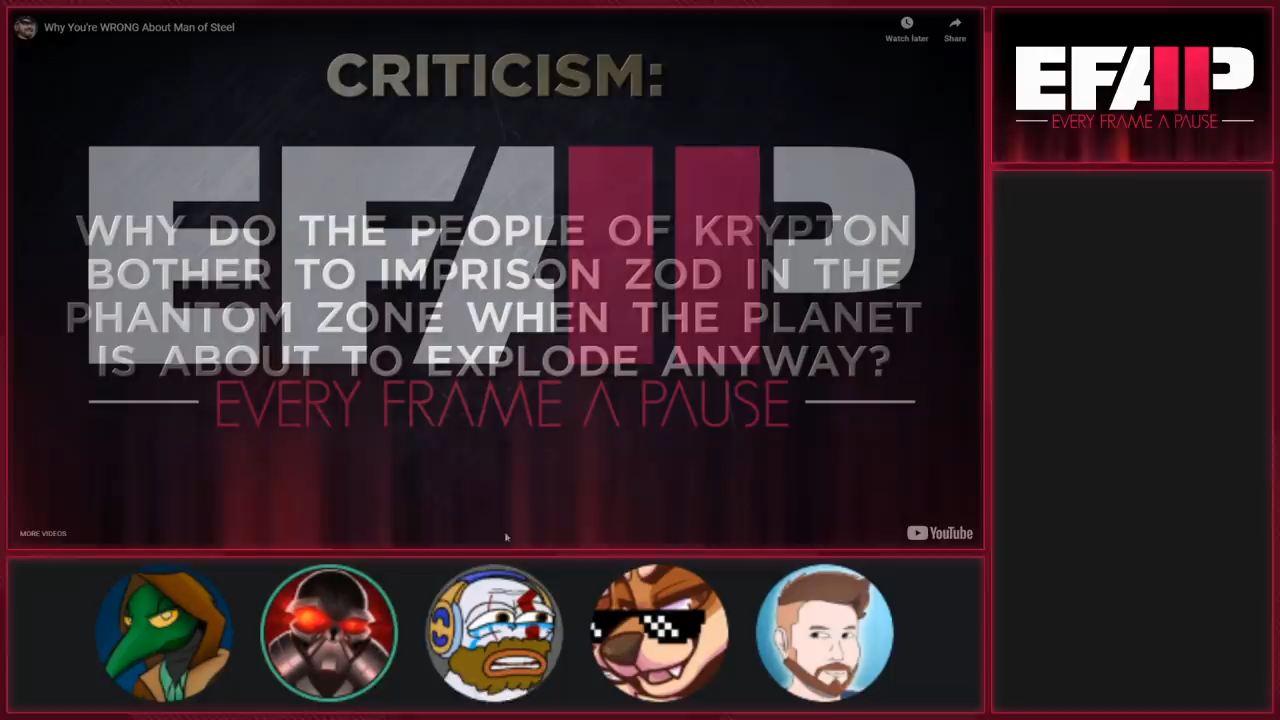 Why You're WRONG About Man of Steel
Watch later
Share
CRITICISM:
EFAP
WHY DO THE PEOPLE OF KRYPTON
BOTHER TO IMPRISON ZOD IN THE
PHANTOM ZONE WHEN THE PLANET
IS ABOUT TO EXPLODE ANYWAY?
EVERY FRAME A PAUSE
MORE VIDEOS
YouTube
EFAP
EVERY FRAME A PAUSE